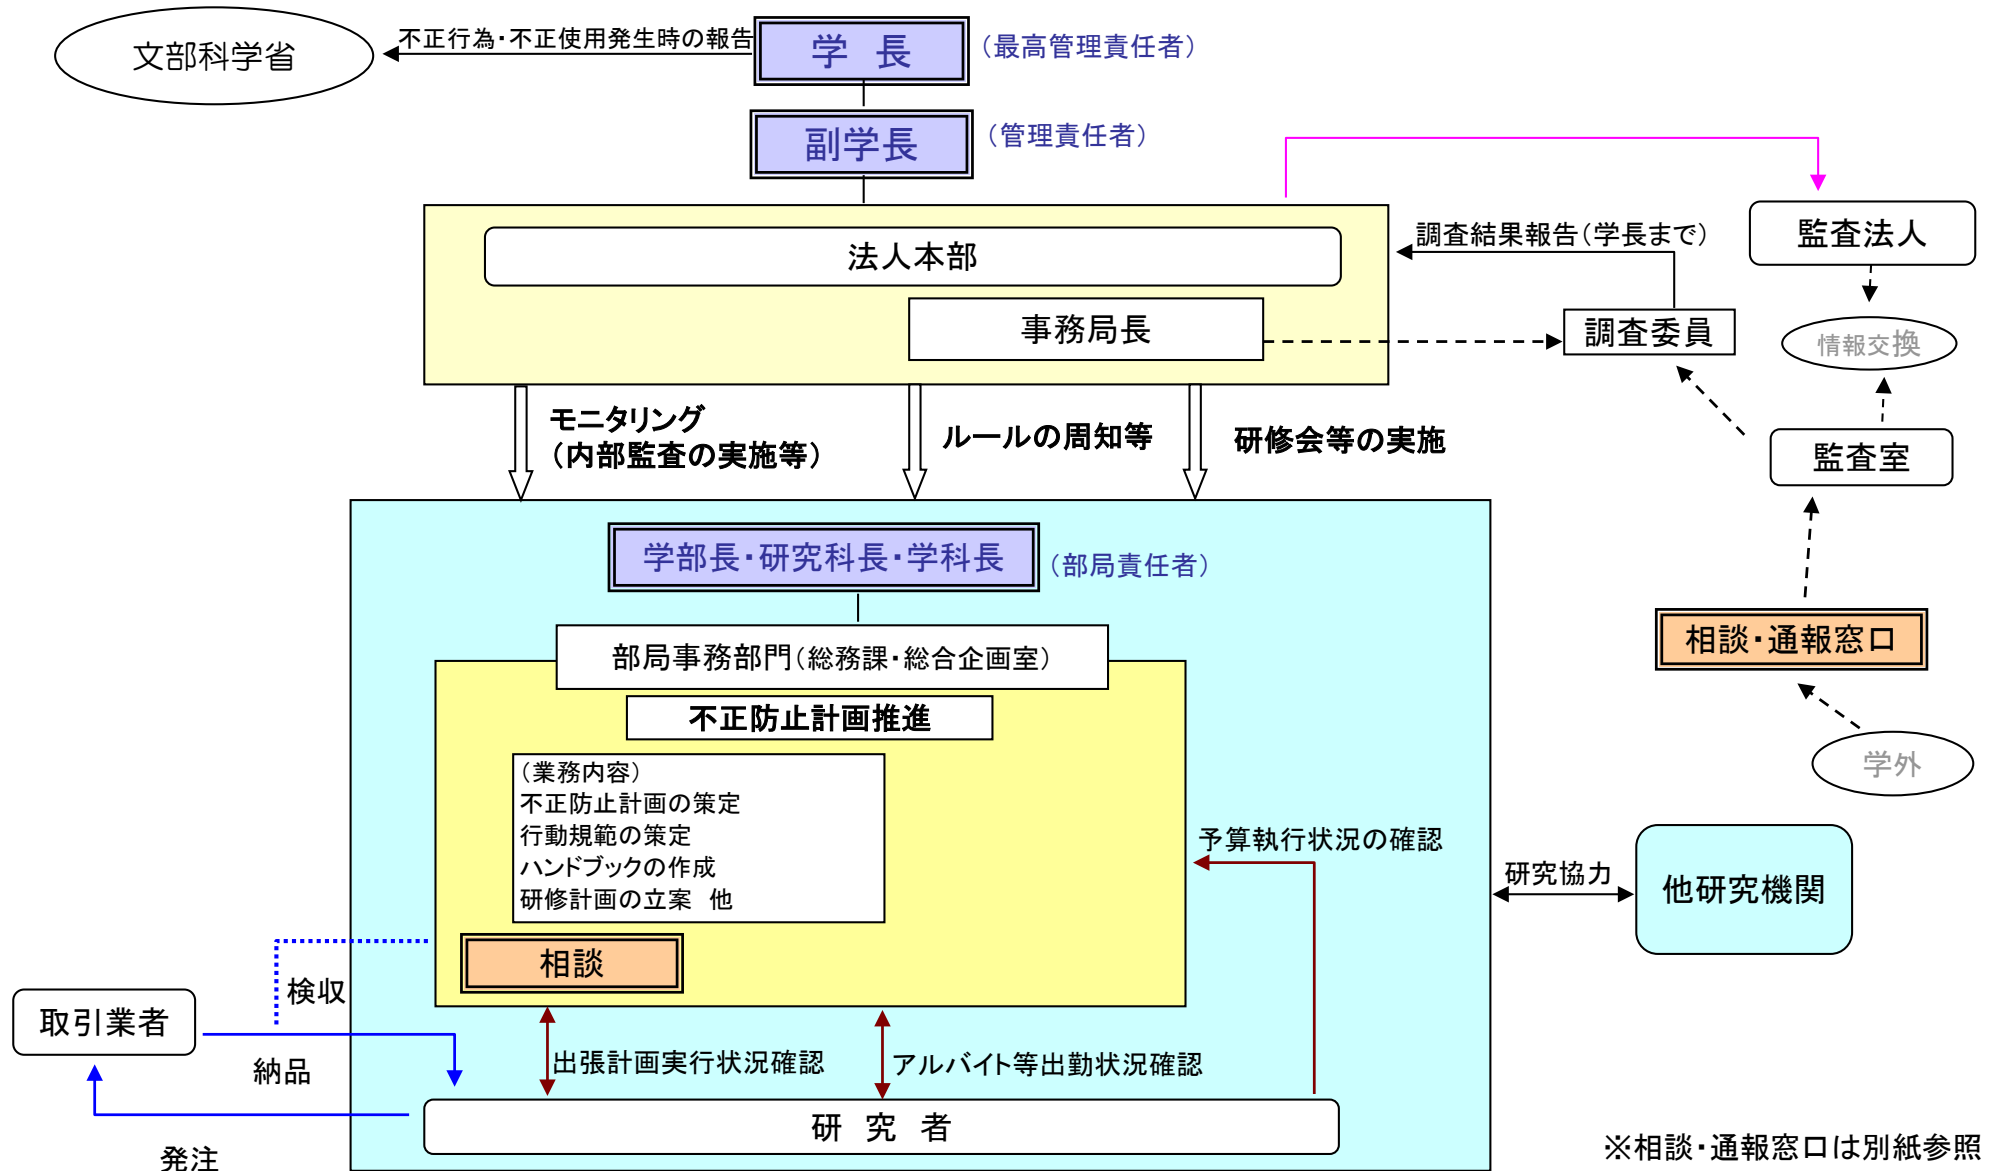 文部科学省
不正行為・不正使用発生時の報告
学　長
（最高管理責任者）
副学長
（管理責任者）
法人本部
調査結果報告（学長まで）
監査法人
事務局長
調査委員
情報交換
モニタリング
（内部監査の実施等）
ルールの周知等
研修会等の実施
監査室
学部長・研究科長・学科長
（部局責任者）
部局事務部門（総務課・総合企画室）
相談・通報窓口
不正防止計画推進
学外
（業務内容）
不正防止計画の策定
行動規範の策定
ハンドブックの作成
研修計画の立案　他
予算執行状況の確認
研究協力
他研究機関
相談
検収
取引業者
納品
出張計画実行状況確認
アルバイト等出勤状況確認
研　究　者
発注
※相談・通報窓口は別紙参照